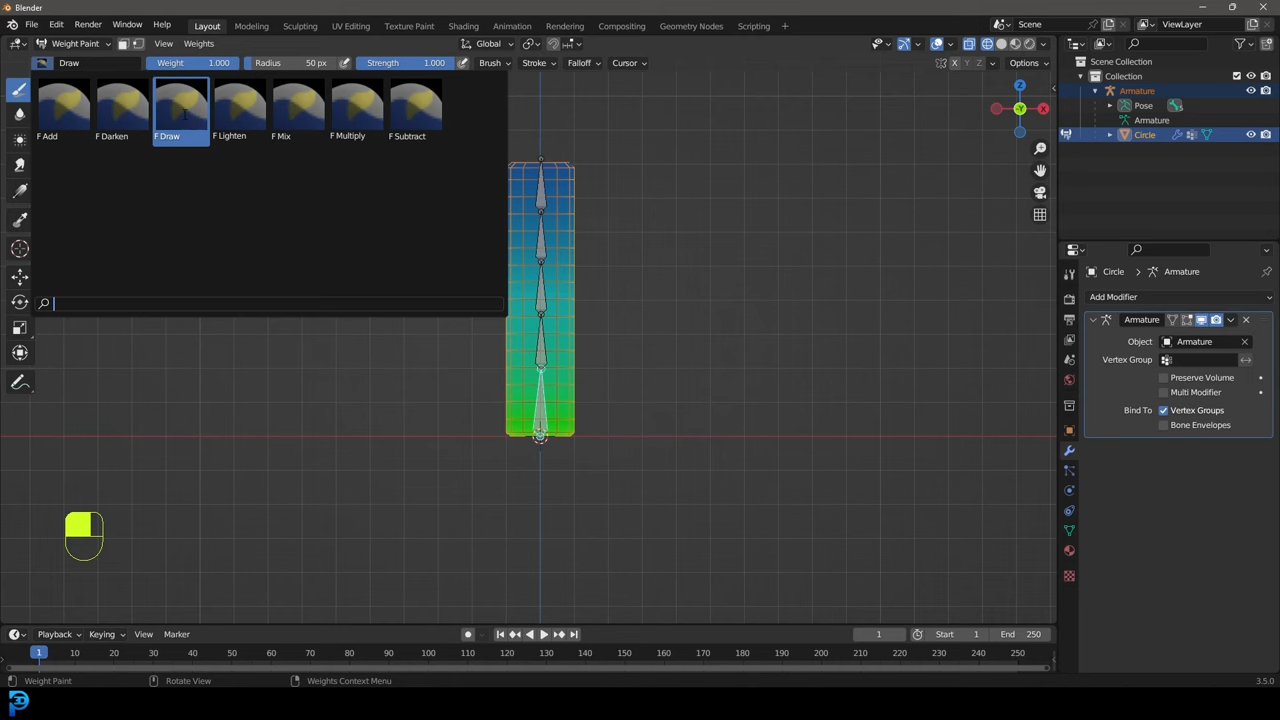 Blender
File Edit Render Window Help Layout Modeling Sculpting UV Editing Texture Paint Shading Animation Rendering Compositing Geometry Nodes Scripting + Scene ViewLayer
Weight Paint View Weights Global Options
Draw Weight 1.000 Radius 50 px Strength 1.000 Brush Stroke Falloff Cursor X Y Z Options
F Add F Darken F Draw F Lighten F Mix F Multiply F Subtract
Z
-Y
X
Scene Collection
Collection
Armature
Pose
Armature
Circle
Circle Armature
Add Modifier
Armature
Object Armature
Vertex Group
Preserve Volume
Multi Modifier
Bind To Vertex Groups
Bone Envelopes
Playback Keying View Marker 1 Start 1 End 250
1 10 20 30 40 50 60 70 80 90 100 110 120 130 140 150 160 170 180 190 200 210 220 230 240 250
Weight Paint Rotate View Weights Context Menu 3.5.0